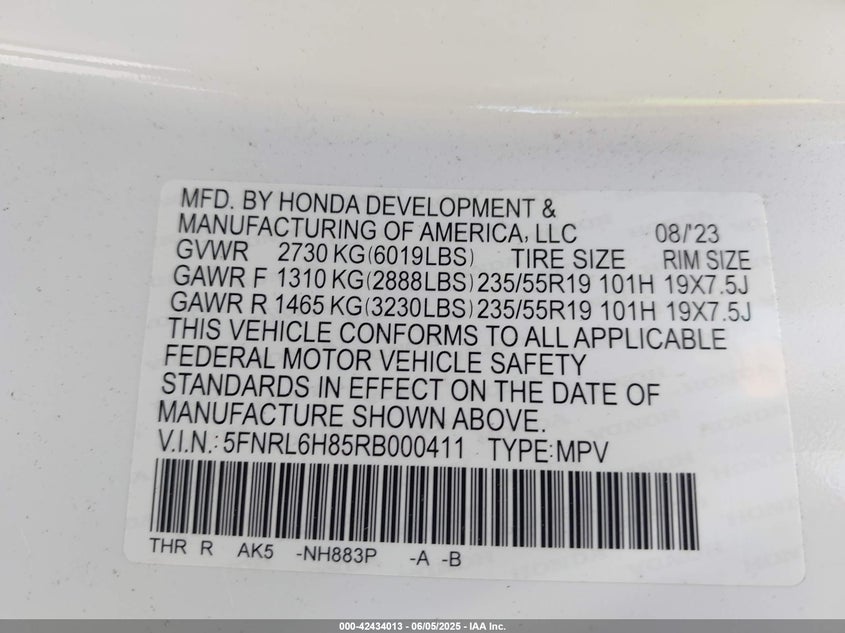 MFD. BY HONDA DEVELOPMENT &
MANUFACTURING OF AMERICA, LLC 08/'23
GVWR 2730 KG(6019LBS) TIRE SIZE RIM SIZE
GAWR F 1310 KG(2888LBS) 235/55R19 101H 19X7.5J
GAWR R 1465 KG(3230LBS) 235/55R19 101H 19X7.5J
THIS VEHICLE CONFORMS TO ALL APPLICABLE
FEDERAL MOTOR VEHICLE SAFETY
STANDARDS IN EFFECT ON THE DATE OF
MANUFACTURE SHOWN ABOVE.
V.I.N.: 5FNRL6H85RB000411 TYPE:MPV
THR R AK5 -NH883P -A -B
000-42434013 - 06/05/2025 - IAA Inc.